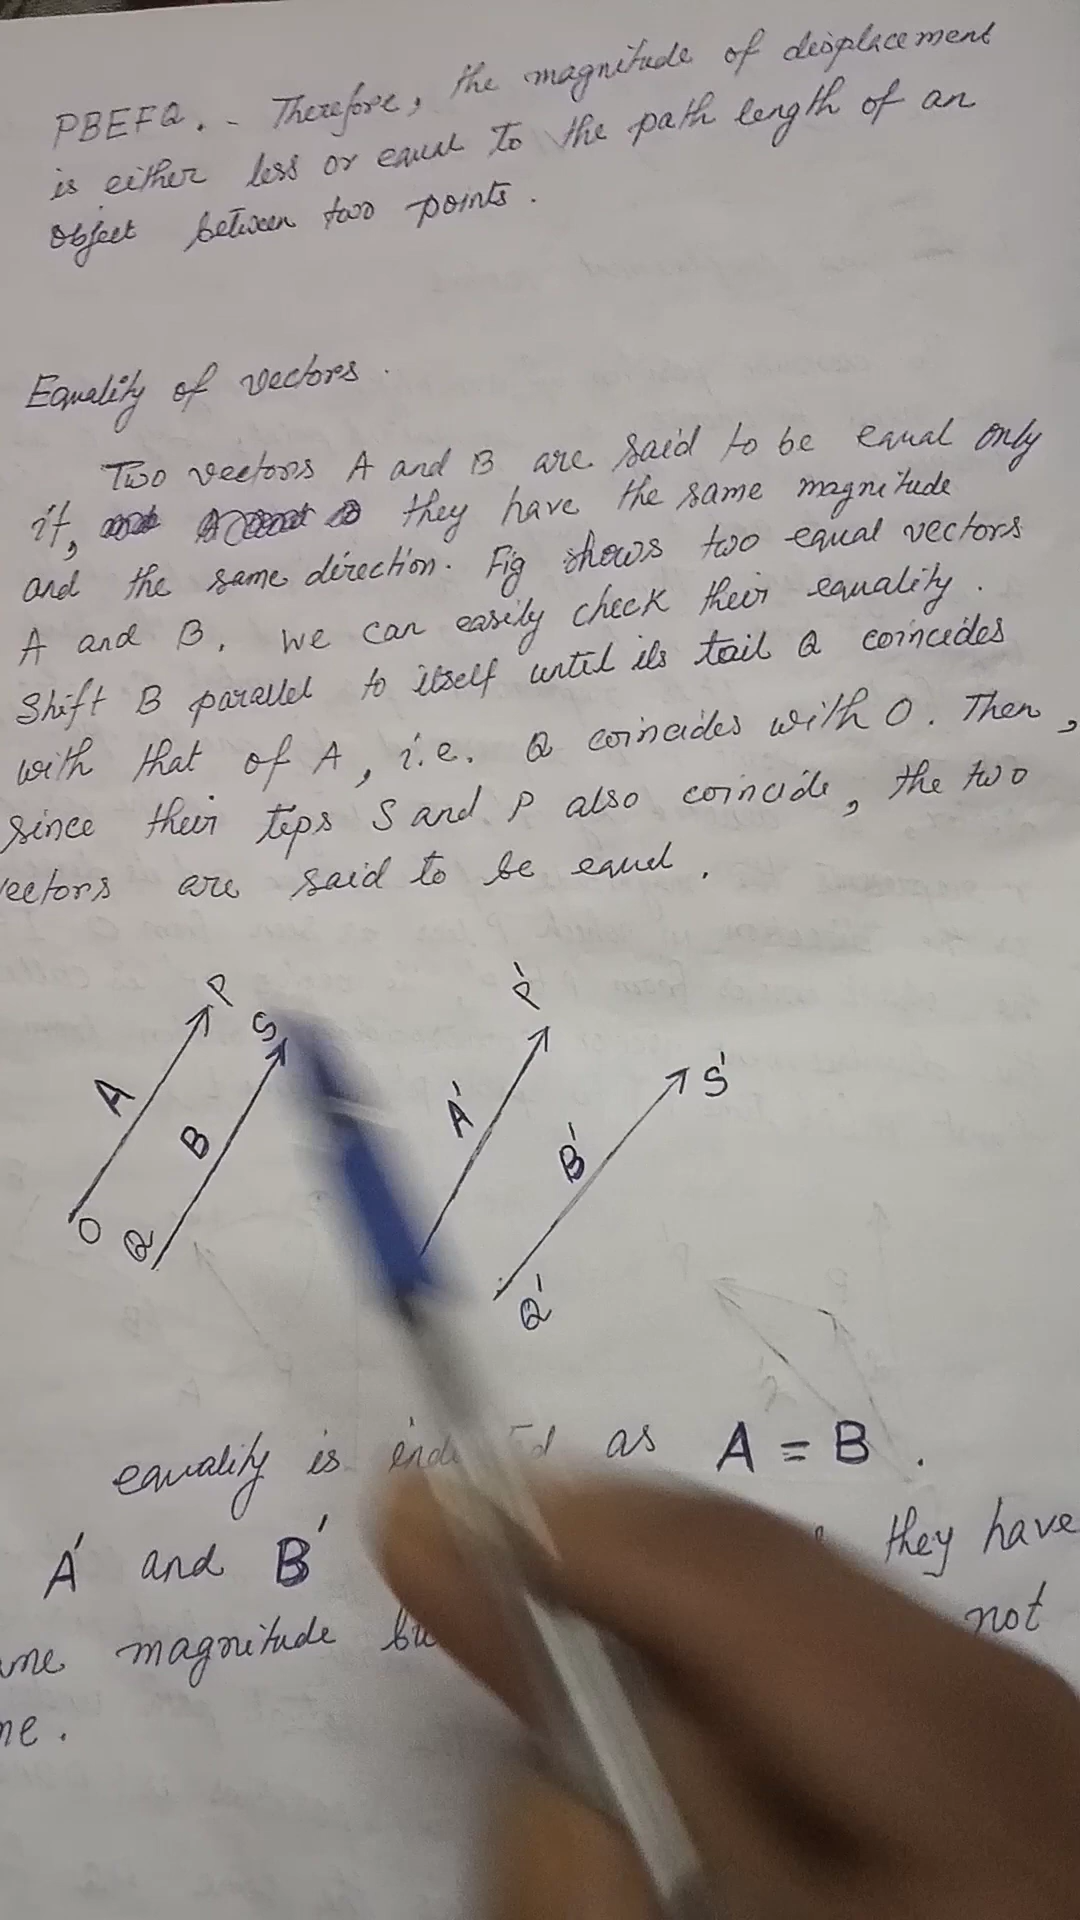 PBEFQ. - Therefore, the magnitude of displacement
is either less or equal to the path length of an
object between two points.
Equality of vectors.
Two vectors A and B are said to be equal only
if, they have the same magnitude
and the same direction. Fig shows two equal vectors
A and B. We can easily check their equality.
Shift B parallel to itself until its tail Q coincides
with that of A, i.e. Q coincides with O. Then,
since their tips S and P also coincide, the two
vectors are said to be equal.
P
S
A
B
O
Q
P'
S'
A'
B'
Q'
equality is as A = B.
A' and B' they have
magnitude not